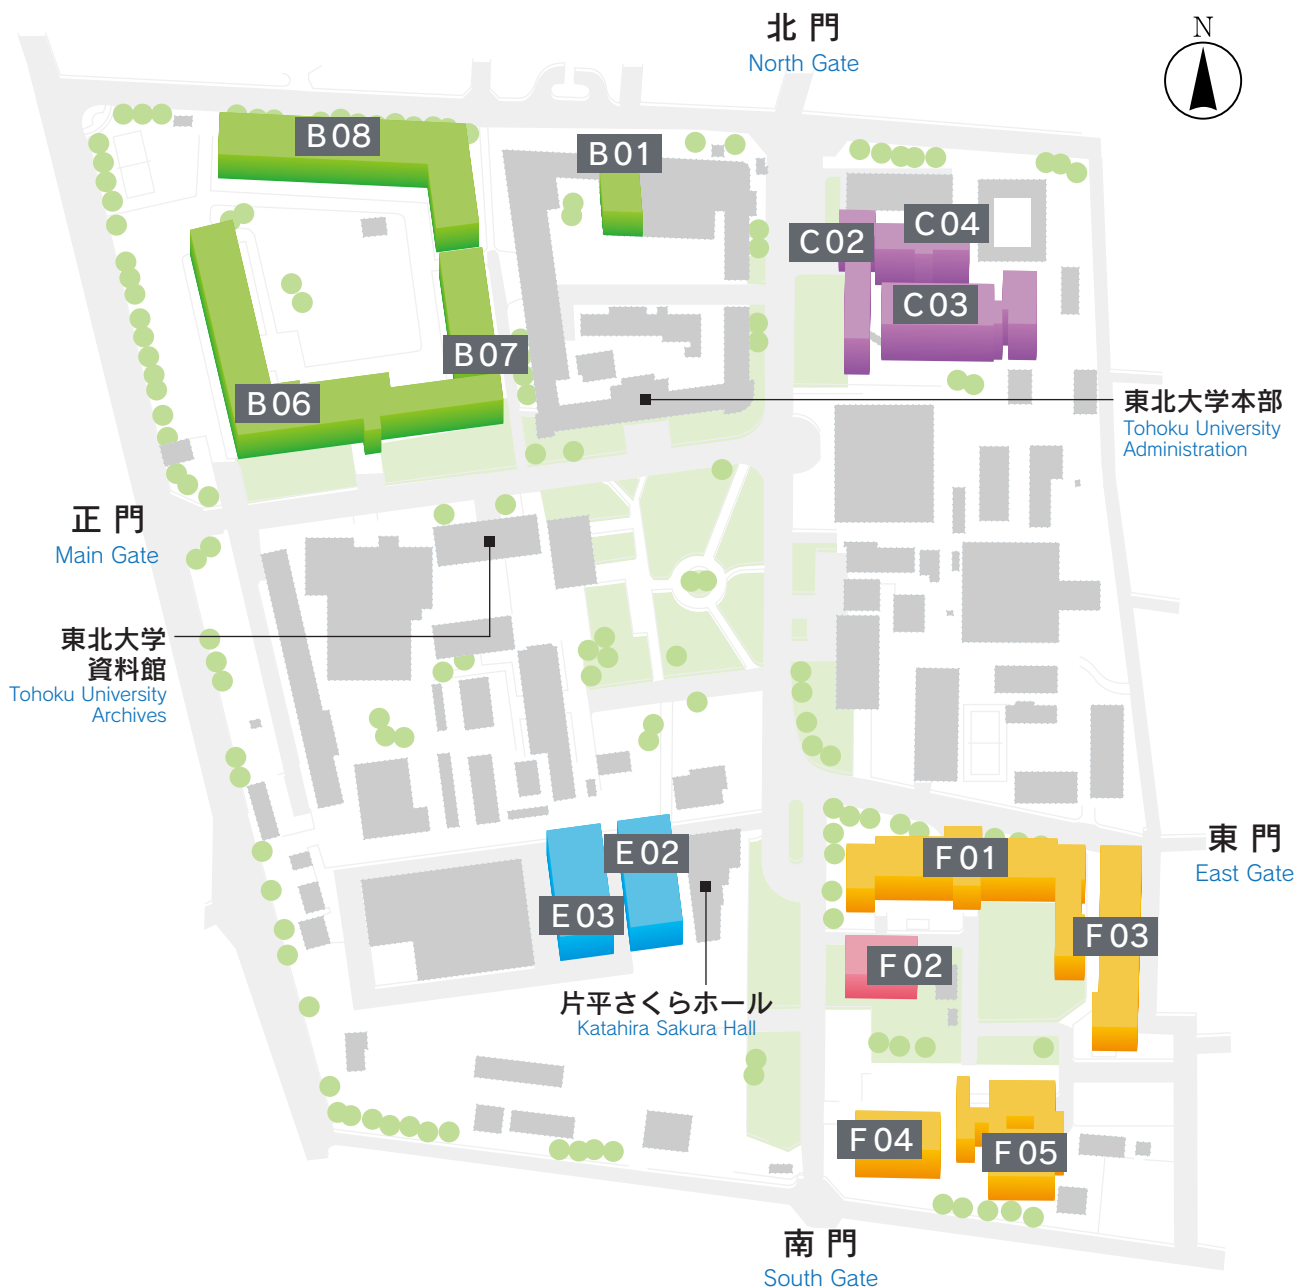 北門
North Gate
N
B08
B01
C04
C02
C03
B07
B06
東北大学本部
Tohoku University
Administration
正門
Main Gate
東北大学
資料館
Tohoku University
Archives
E02
E03
F01
東門
East Gate
F03
F02
片平さくらホール
Katahira Sakura Hall
F04
F05
南門
South Gate